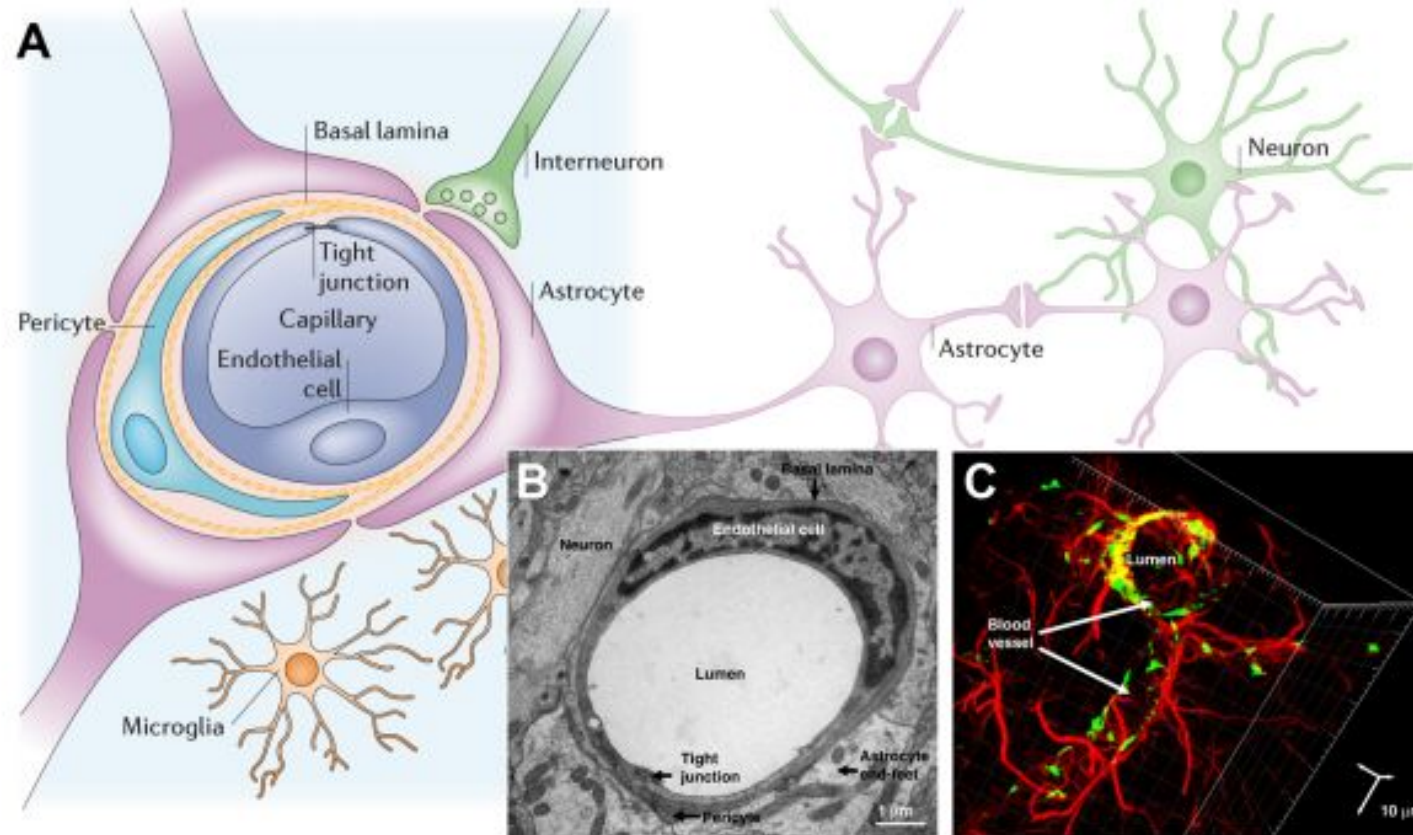 A
Basal lamina
Interneuron
Neuron
Tight
junction
Astrocyte
Pericyte
Capillary
Endothelial
cell
Astrocyte
Microglia
B
Basal lamina
Endothelial cell
Neuron
Lumen
Tight
junction
Astrocyte
end-feet
Pericyte
1 μm
C
Lumen
Blood
vessel
10 μ